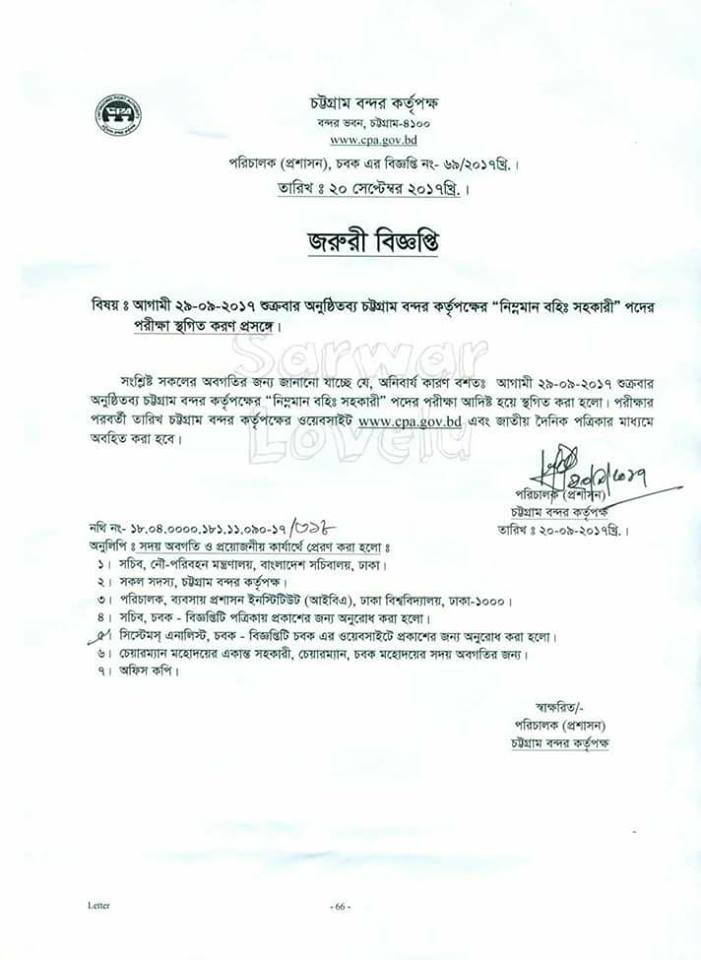 চট্টগ্রাম বন্দর কর্তৃপক্ষ
বন্দর ভবন, চট্টগ্রাম-৪১০০
www.cpa.gov.bd
পরিচালক (প্রশাসন), চবক এর বিজ্ঞপ্তি নং- ৬৯/২০১৭খ্রি.।
তারিখ ঃ ২০ সেপ্টেম্বর ২০১৭খ্রি.।
জরুরী বিজ্ঞপ্তি
বিষয় ঃ আগামী ২৯-০৯-২০১৭ শুক্রবার অনুষ্ঠিতব্য চট্টগ্রাম বন্দর কর্তৃপক্ষের “নিম্নমান বহিঃ সহকারী” পদের
পরীক্ষা স্থগিত করণ প্রসঙ্গে।
Sarwar
Lovelu
সংশ্লিষ্ট সকলের অবগতির জন্য জানানো যাচ্ছে যে, অনিবার্য কারণ বশতঃ আগামী ২৯-০৯-২০১৭ শুক্রবার
অনুষ্ঠিতব্য চট্টগ্রাম বন্দর কর্তৃপক্ষের “নিম্নমান বহিঃ সহকারী” পদের পরীক্ষা আদিষ্ট হয়ে স্থগিত করা হলো। পরীক্ষার
পরবর্তী তারিখ চট্টগ্রাম বন্দর কর্তৃপক্ষের ওয়েবসাইট www.cpa.gov.bd এবং জাতীয় দৈনিক পত্রিকার মাধ্যমে
অবহিত করা হবে।
পরিচালক (প্রশাসন)
চট্টগ্রাম বন্দর কর্তৃপক্ষ
তারিখ ঃ ২০-০৯-২০১৭খ্রি.।
নথি নং- ১৮.০৪.০০০০.১৮১.১১.০৯০-১৭/
অনুলিপি ঃ সদয় অবগতি ও প্রয়োজনীয় কার্যার্থে প্রেরণ করা হলো ঃ
১। সচিব, নৌ-পরিবহন মন্ত্রণালয়, বাংলাদেশ সচিবালয়, ঢাকা।
২। সকল সদস্য, চট্টগ্রাম বন্দর কর্তৃপক্ষ।
৩। পরিচালক, ব্যবসায় প্রশাসন ইনস্টিটিউট (আইবিএ), ঢাকা বিশ্ববিদ্যালয়, ঢাকা-১০০০।
৪। সচিব, চবক - বিজ্ঞপ্তিটি পত্রিকায় প্রকাশের জন্য অনুরোধ করা হলো।
৫। সিস্টেমস্ এনালিস্ট, চবক - বিজ্ঞপ্তিটি চবক এর ওয়েবসাইটে প্রকাশের জন্য অনুরোধ করা হলো।
৬। চেয়ারম্যান মহোদয়ের একান্ত সহকারী, চেয়ারম্যান, চবক মহোদয়ের সদয় অবগতির জন্য।
৭। অফিস কপি।
স্বাক্ষরিত/-
পরিচালক (প্রশাসন)
চট্টগ্রাম বন্দর কর্তৃপক্ষ
Letter
- 66 -